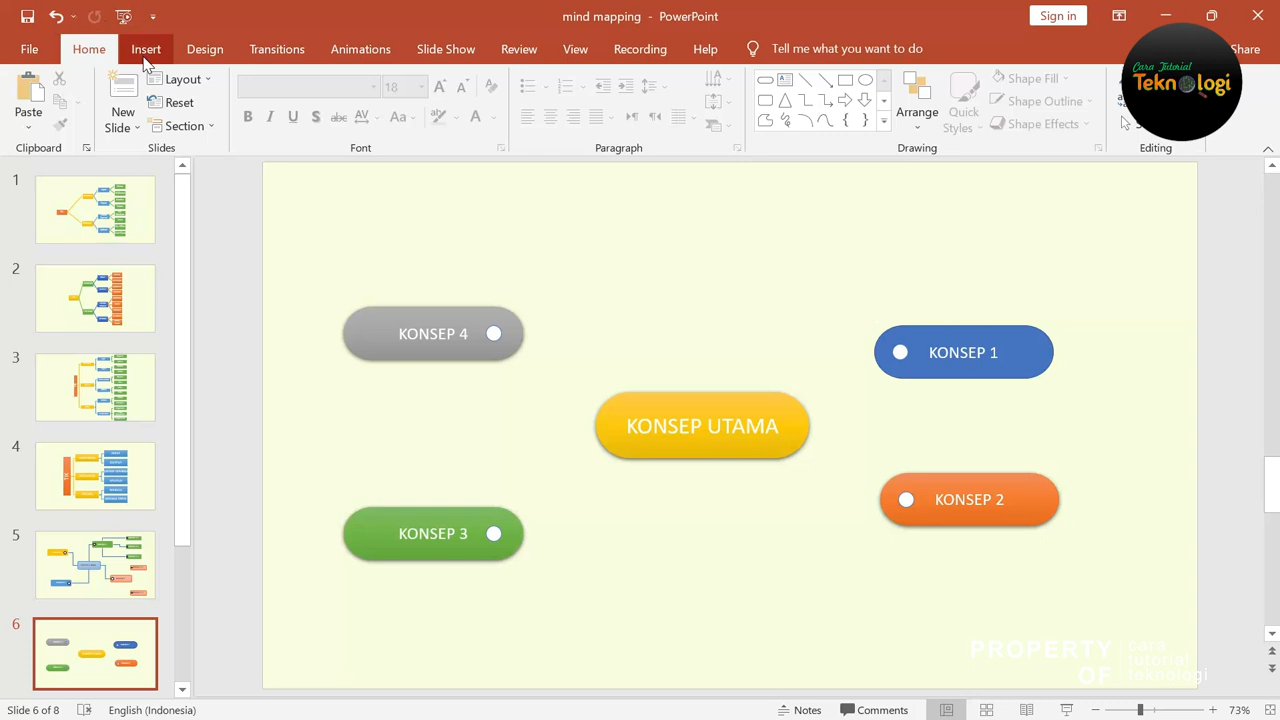 mind mapping - PowerPoint
Sign in
File
Home
Insert
Design
Transitions
Animations
Slide Show
Review
View
Recording
Help
Tell me what you want to do
Share
Cara Tutorial
Teknologi
Paste
New
Slide
Layout
Reset
Section
18
Arrange
Quick
Styles
Shape Fill
Shape Outline
Shape Effects
Clipboard
Slides
Font
Paragraph
Drawing
Editing
1
2
3
4
5
6
KONSEP 4
KONSEP 1
KONSEP UTAMA
KONSEP 2
KONSEP 3
PROPERTY
OF
cara
tutorial
teknologi
Slide 6 of 8
English (Indonesia)
Notes
Comments
73%